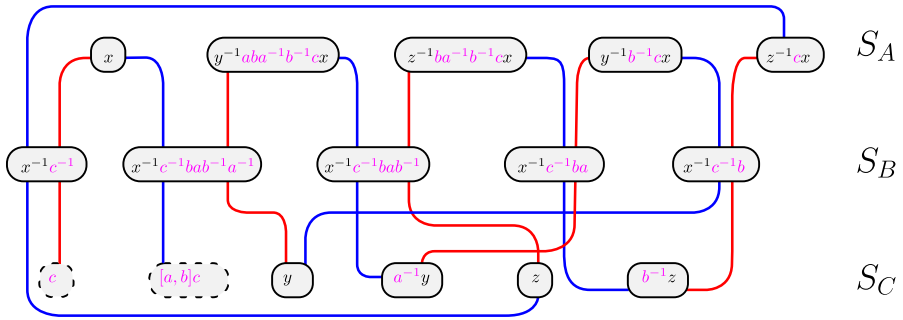 x y⁻¹aba⁻¹b⁻¹cx z⁻¹ba⁻¹b⁻¹cx y⁻¹b⁻¹cx z⁻¹cx S_A
x⁻¹c⁻¹ x⁻¹c⁻¹bab⁻¹a⁻¹ x⁻¹c⁻¹bab⁻¹ x⁻¹c⁻¹ba x⁻¹c⁻¹b S_B
c [a, b]c y a⁻¹y z b⁻¹z S_C